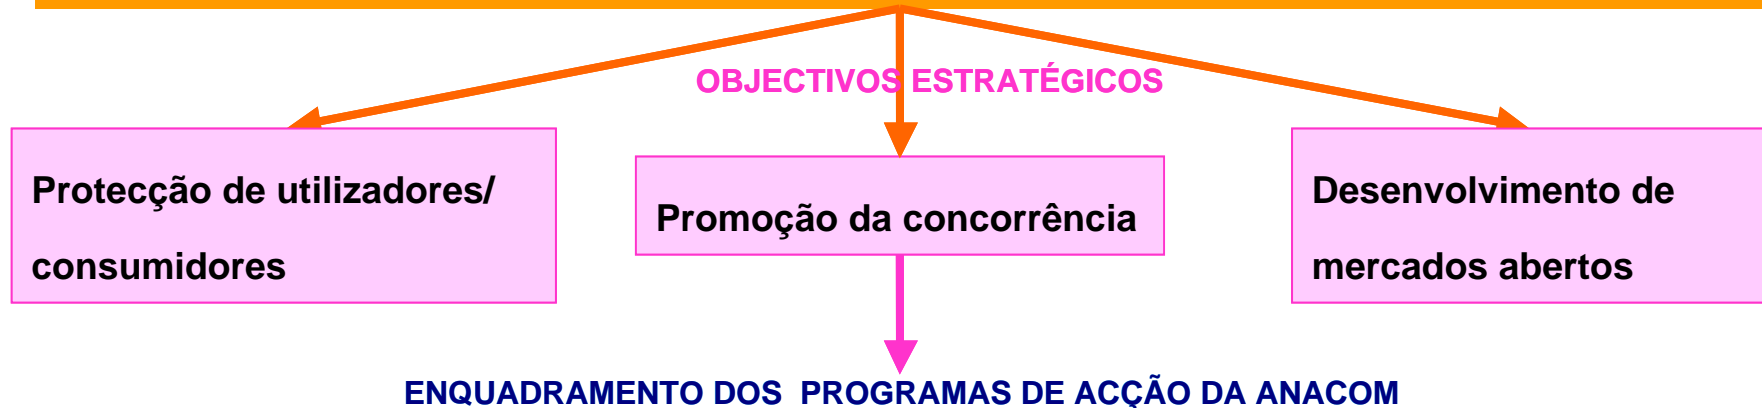 OBJECTIVOS ESTRATÉGICOS
Protecção de utilizadores/
consumidores
Promoção da concorrência
Desenvolvimento de
mercados abertos
ENQUADRAMENTO DOS PROGRAMAS DE ACÇÃO DA ANACOM